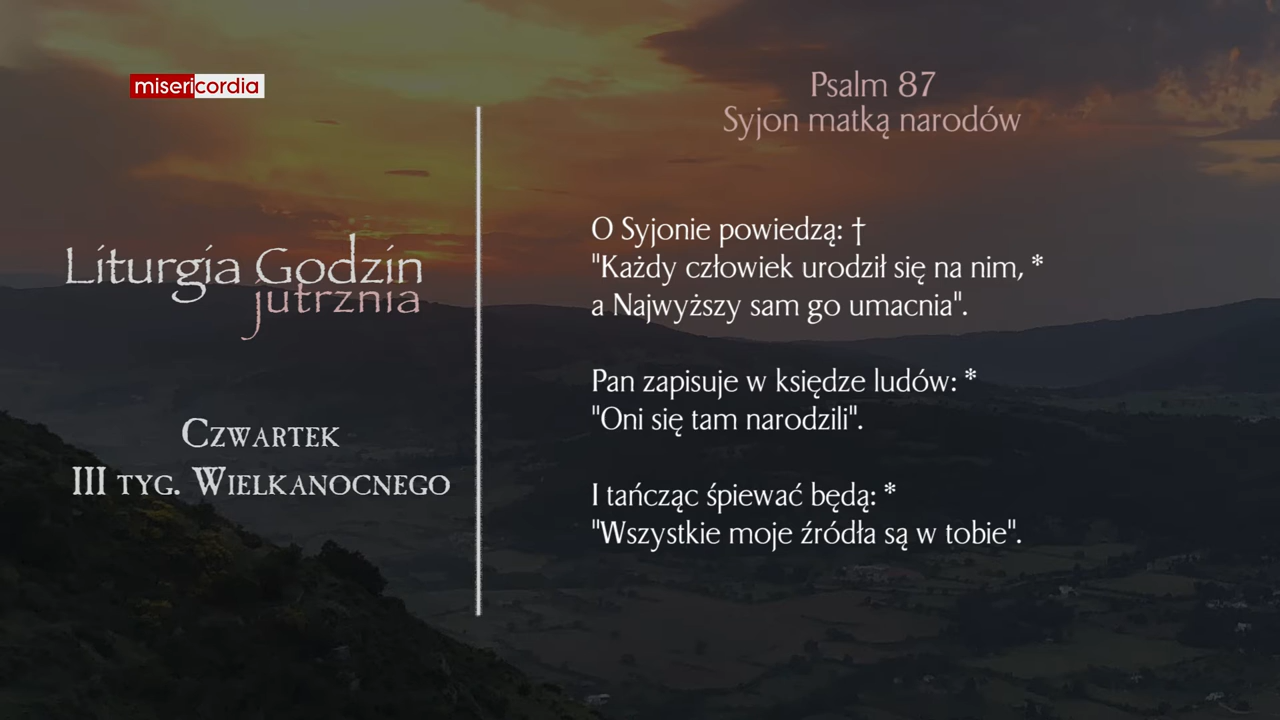 misericordia
Liturgia Godzin
jutrznia
Czwartek
III tyg. Wielkanocnego
Psalm 87
Syjon matką narodów
O Syjonie powiedzą: †
"Każdy człowiek urodził się na nim, *
a Najwyższy sam go umacnia".
Pan zapisuje w księdze ludów: *
"Oni się tam narodzili".
I tańcząc śpiewać będą: *
"Wszystkie moje źródła są w tobie".